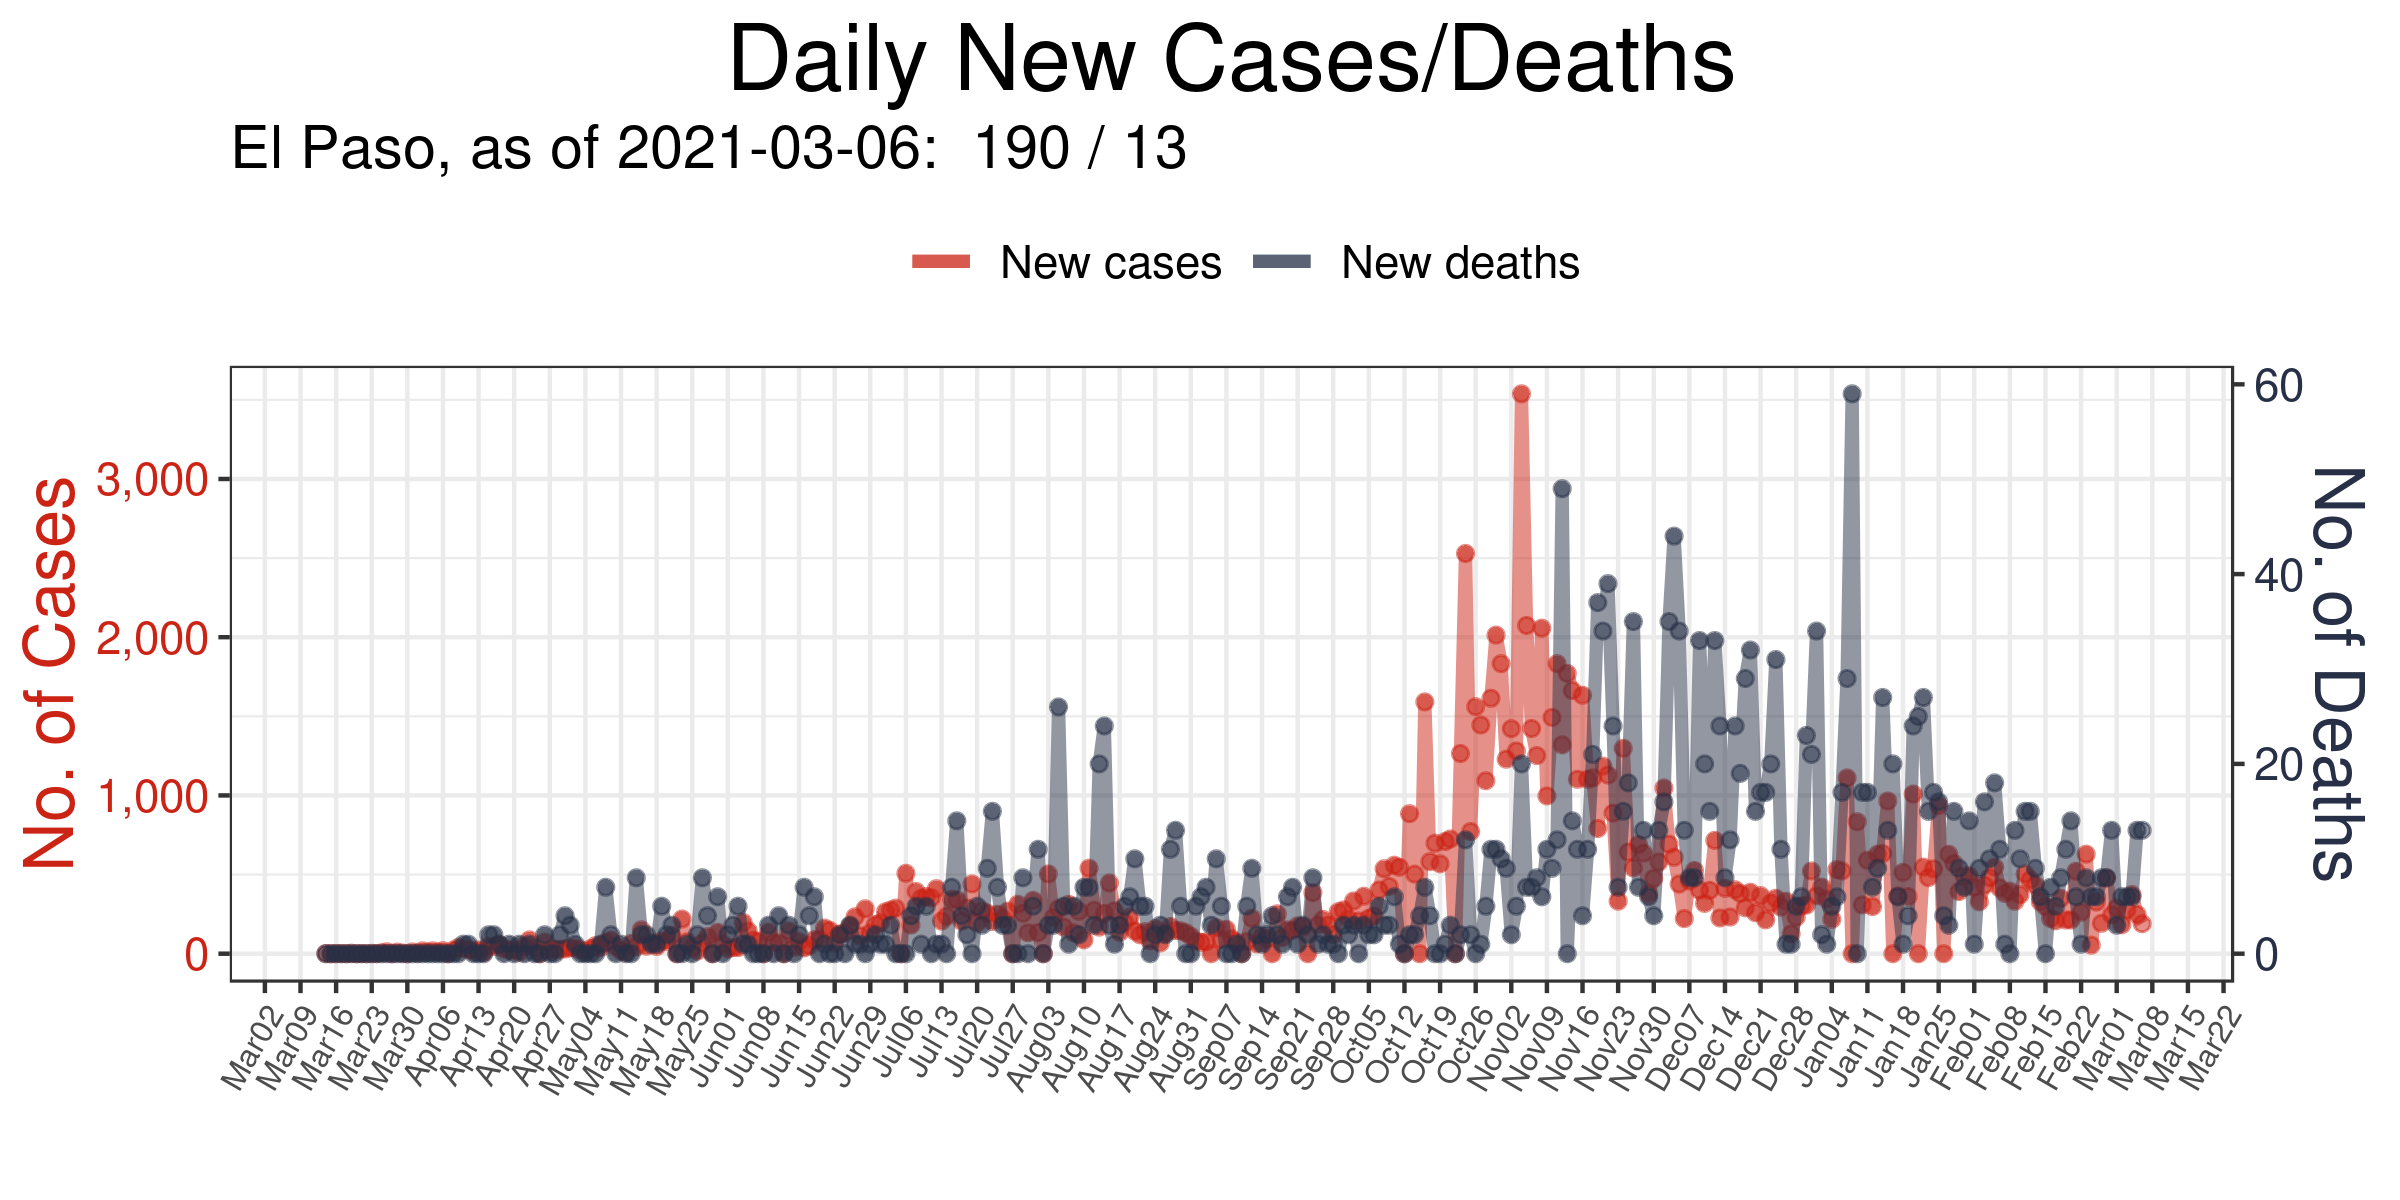 Daily New Cases/Deaths
El Paso, as of 2021-03-06:  190 / 13
New cases
New deaths
No. of Cases
3,000
2,000
1,000
0
60
40
20
0
No. of Deaths
Mar02
Mar09
Mar16
Mar23
Mar30
Apr06
Apr13
Apr20
Apr27
May04
May11
May18
May25
Jun01
Jun08
Jun15
Jun22
Jun29
Jul06
Jul13
Jul20
Jul27
Aug03
Aug10
Aug17
Aug24
Aug31
Sep07
Sep14
Sep21
Sep28
Oct05
Oct12
Oct19
Oct26
Nov02
Nov09
Nov16
Nov23
Nov30
Dec07
Dec14
Dec21
Dec28
Dec04
Jan11
Jan18
Jan25
Feb01
Feb08
Feb15
Feb22
Mar01
Mar08
Mar15
Mar22